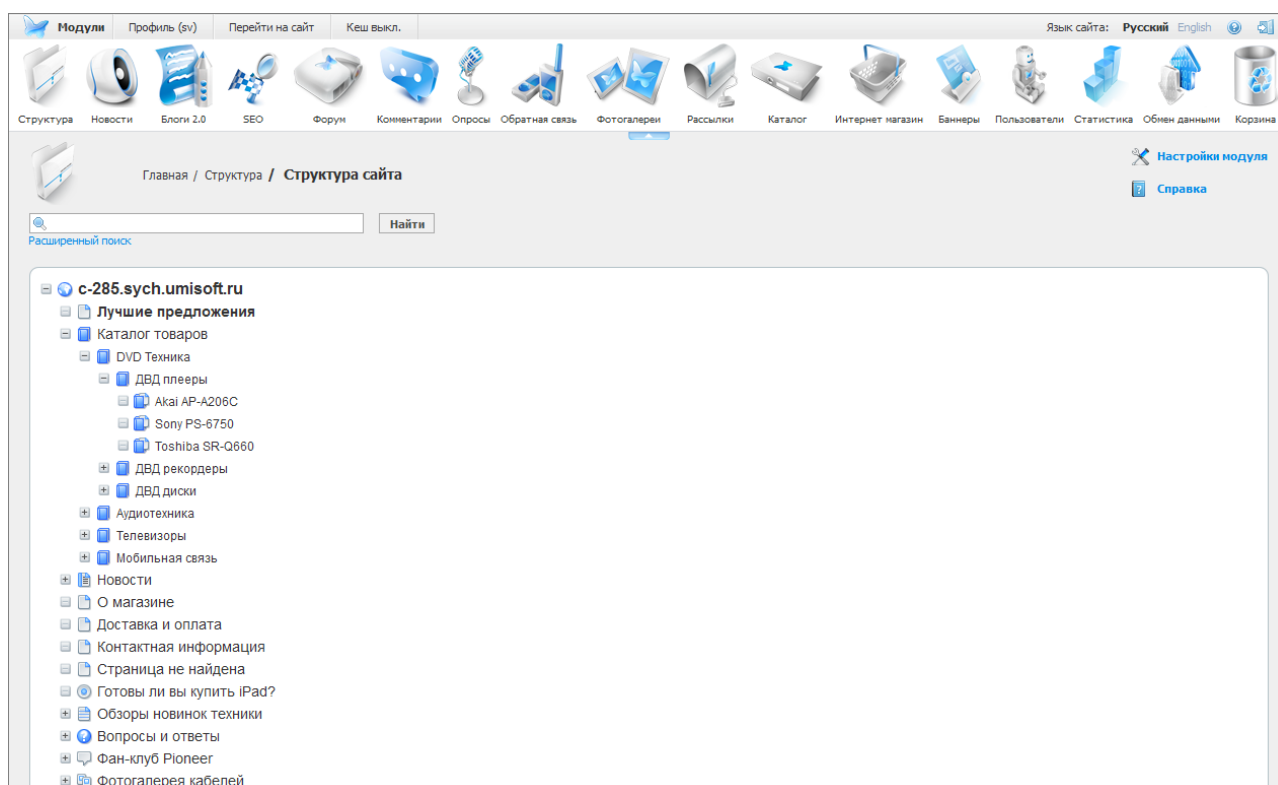 Модули Профиль (sv) Перейти на сайт Кеш выкл. Язык сайта: Русский English
Структура Новости Блоги 2.0 SEO Форум Комментарии Опросы Обратная связь Фотогалереи Рассылки Каталог Интернет магазин Баннеры Пользователи Статистика Обмен данными Корзина
Настройки модуля
Главная / Структура / Структура сайта
Справка
Найти
Расширенный поиск
c-285.sych.umisoft.ru
Лучшие предложения
Каталог товаров
DVD Техника
ДВД плееры
Akai AP-A206C
Sony PS-6750
Toshiba SR-Q660
ДВД рекордеры
ДВД диски
Аудиотехника
Телевизоры
Мобильная связь
Новости
О магазине
Доставка и оплата
Контактная информация
Страница не найдена
Готовы ли вы купить iPad?
Обзоры новинок техники
Вопросы и ответы
Фан-клуб Pioneer
Фотогалерея кабелей